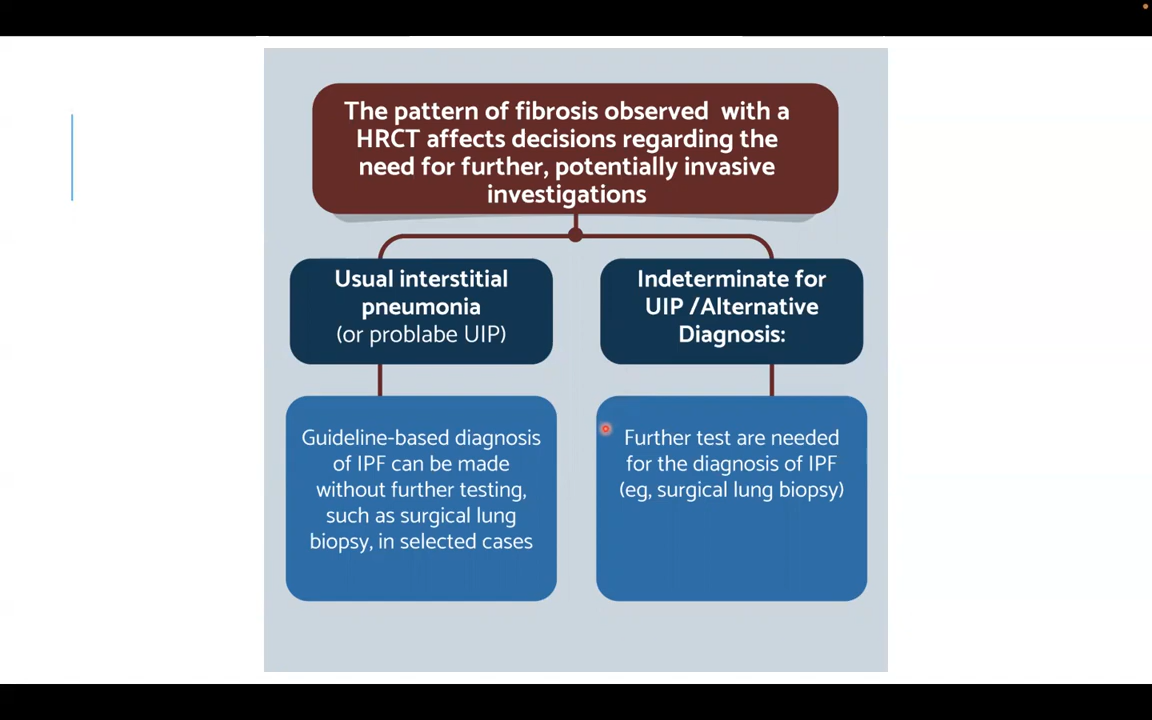 The pattern of fibrosis observed with a
HRCT affects decisions regarding the
need for further, potentially invasive
investigations
Usual interstitial
pneumonia
(or problabe UIP)
Indeterminate for
UIP /Alternative
Diagnosis:
Guideline-based diagnosis
of IPF can be made
without further testing,
such as surgical lung
biopsy, in selected cases
Further test are needed
for the diagnosis of IPF
(eg, surgical lung biopsy)